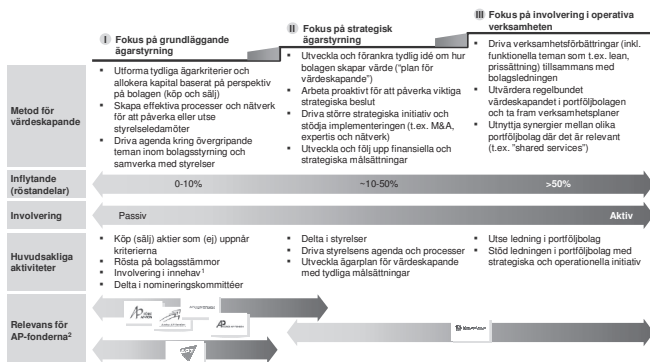 I Fokus på grundläggande
ägarstyrning
II Fokus på strategisk
ägarstyrning
III Fokus på involvering i operativa
verksamheten
Metod för
värdeskapande
▪ Utforma tydliga ägarkriterier och
allokera kapital baserat på perspektiv
på bolagen (köp och sälj)
▪ Skapa effektiva processer och nätverk
för att påverka eller utse
styrelseledamöter
▪ Driva agenda kring övergripande
teman inom bolagsstyrning och
samverka med styrelser
▪ Utveckla och förankra tydlig idé om hur
bolagen skapar värde ("plan för
värdeskapande")
▪ Arbeta proaktivt för att påverka viktiga
strategiska beslut
▪ Driva större strategiska initiativ och
stödja implementeringen (t.ex. M&A,
expertis och nätverk)
▪ Utveckla och följ upp finansiella och
strategiska målsättningar
▪ Driva verksamhetsförbättringar (inkl.
funktionella teman som t.ex. lean,
prissättning) tillsammans med
bolagsledningen
▪ Utvärdera regelbundet
värdeskapandet i portföljbolagen
och ta fram verksamhetsplaner
▪ Utnyttja synergier mellan olika
portföljbolag där det är relevant
(t.ex. "shared services")
Inflytande
(röstandelar)
0-10%
~10-50%
>50%
Involvering
Passiv
Aktiv
Huvudsakliga
aktiviteter
▪ Köp (sälj) aktier som (ej) uppnår
kriterierna
▪ Rösta på bolagsstämmor
▪ Involvering i innehav1
▪ Delta i nomineringskommittéer
▪ Delta i styrelser
▪ Driva styrelsens agenda och processer
▪ Utveckla ägarplan för värdeskapande
med tydliga målsättningar
▪ Utse ledning i portföljbolag
▪ Stöd ledningen i portföljbolag med
strategiska och operationella initiativ
Relevans för
AP-fonderna2